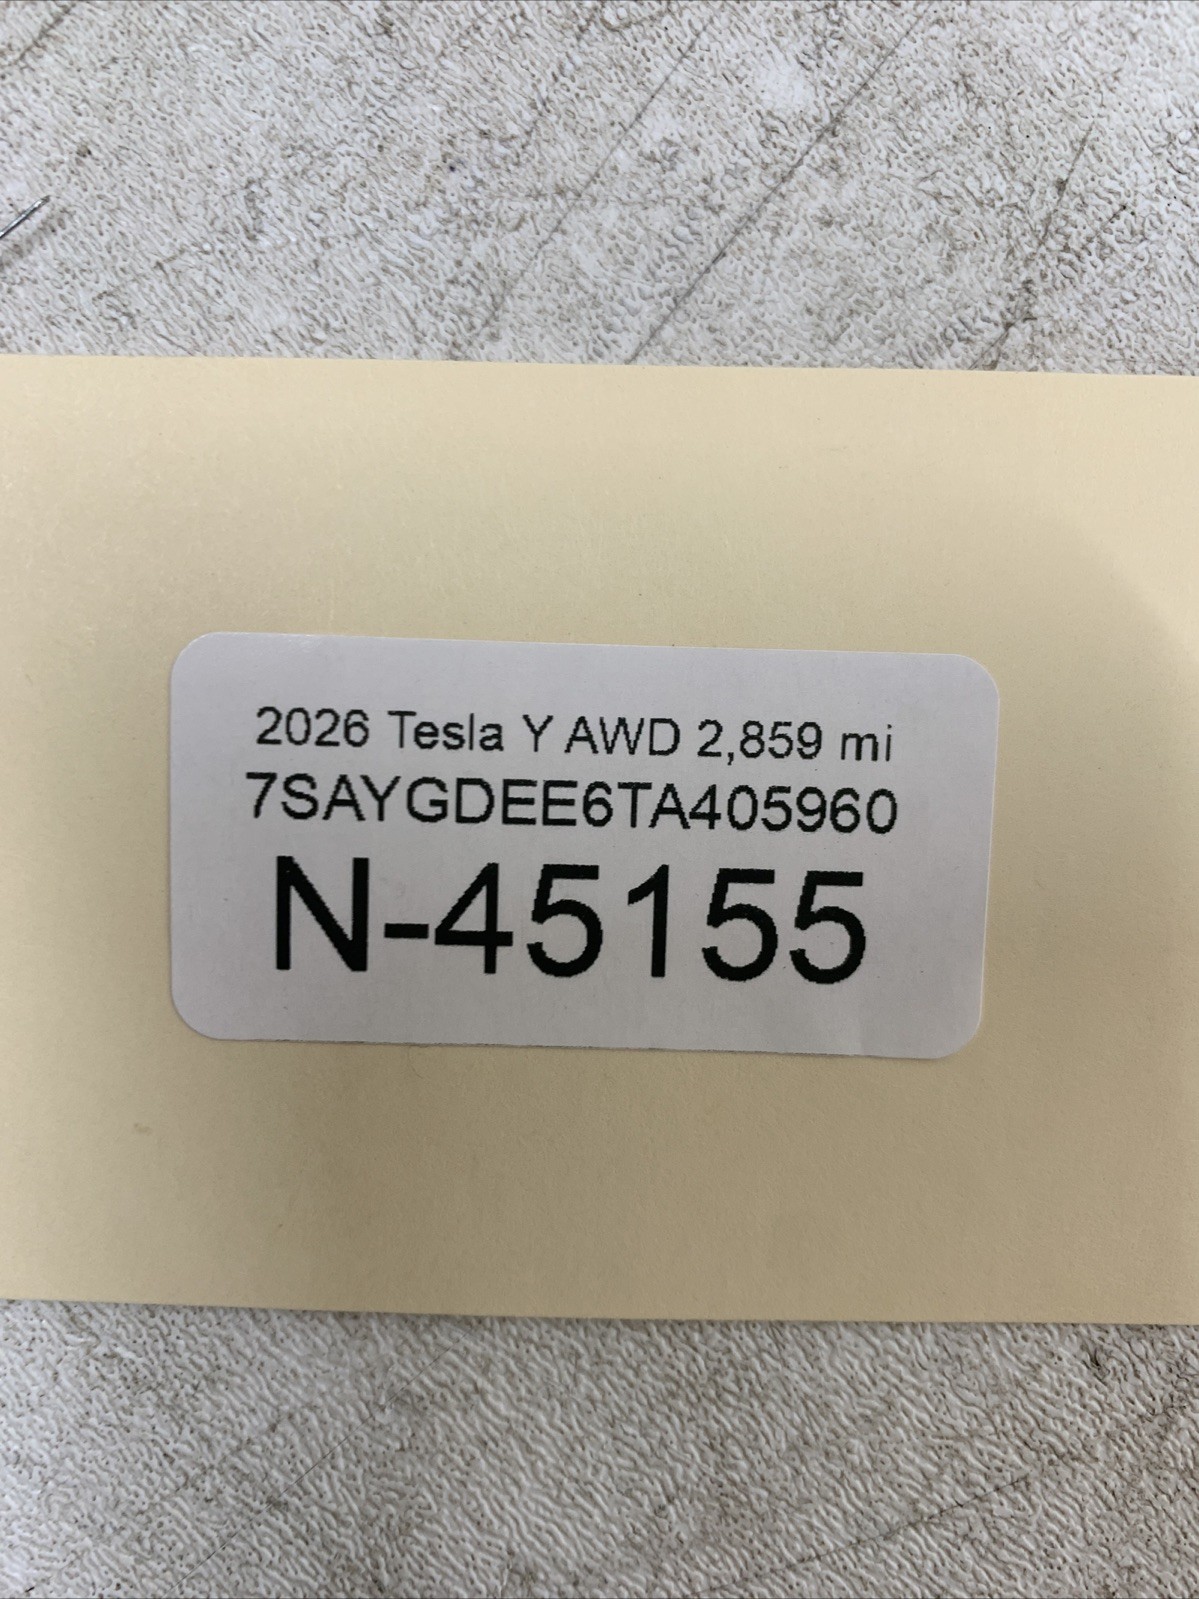 2026 Tesla Y AWD 2,859 mi
7SAYGDEE6TA405960
N-45155